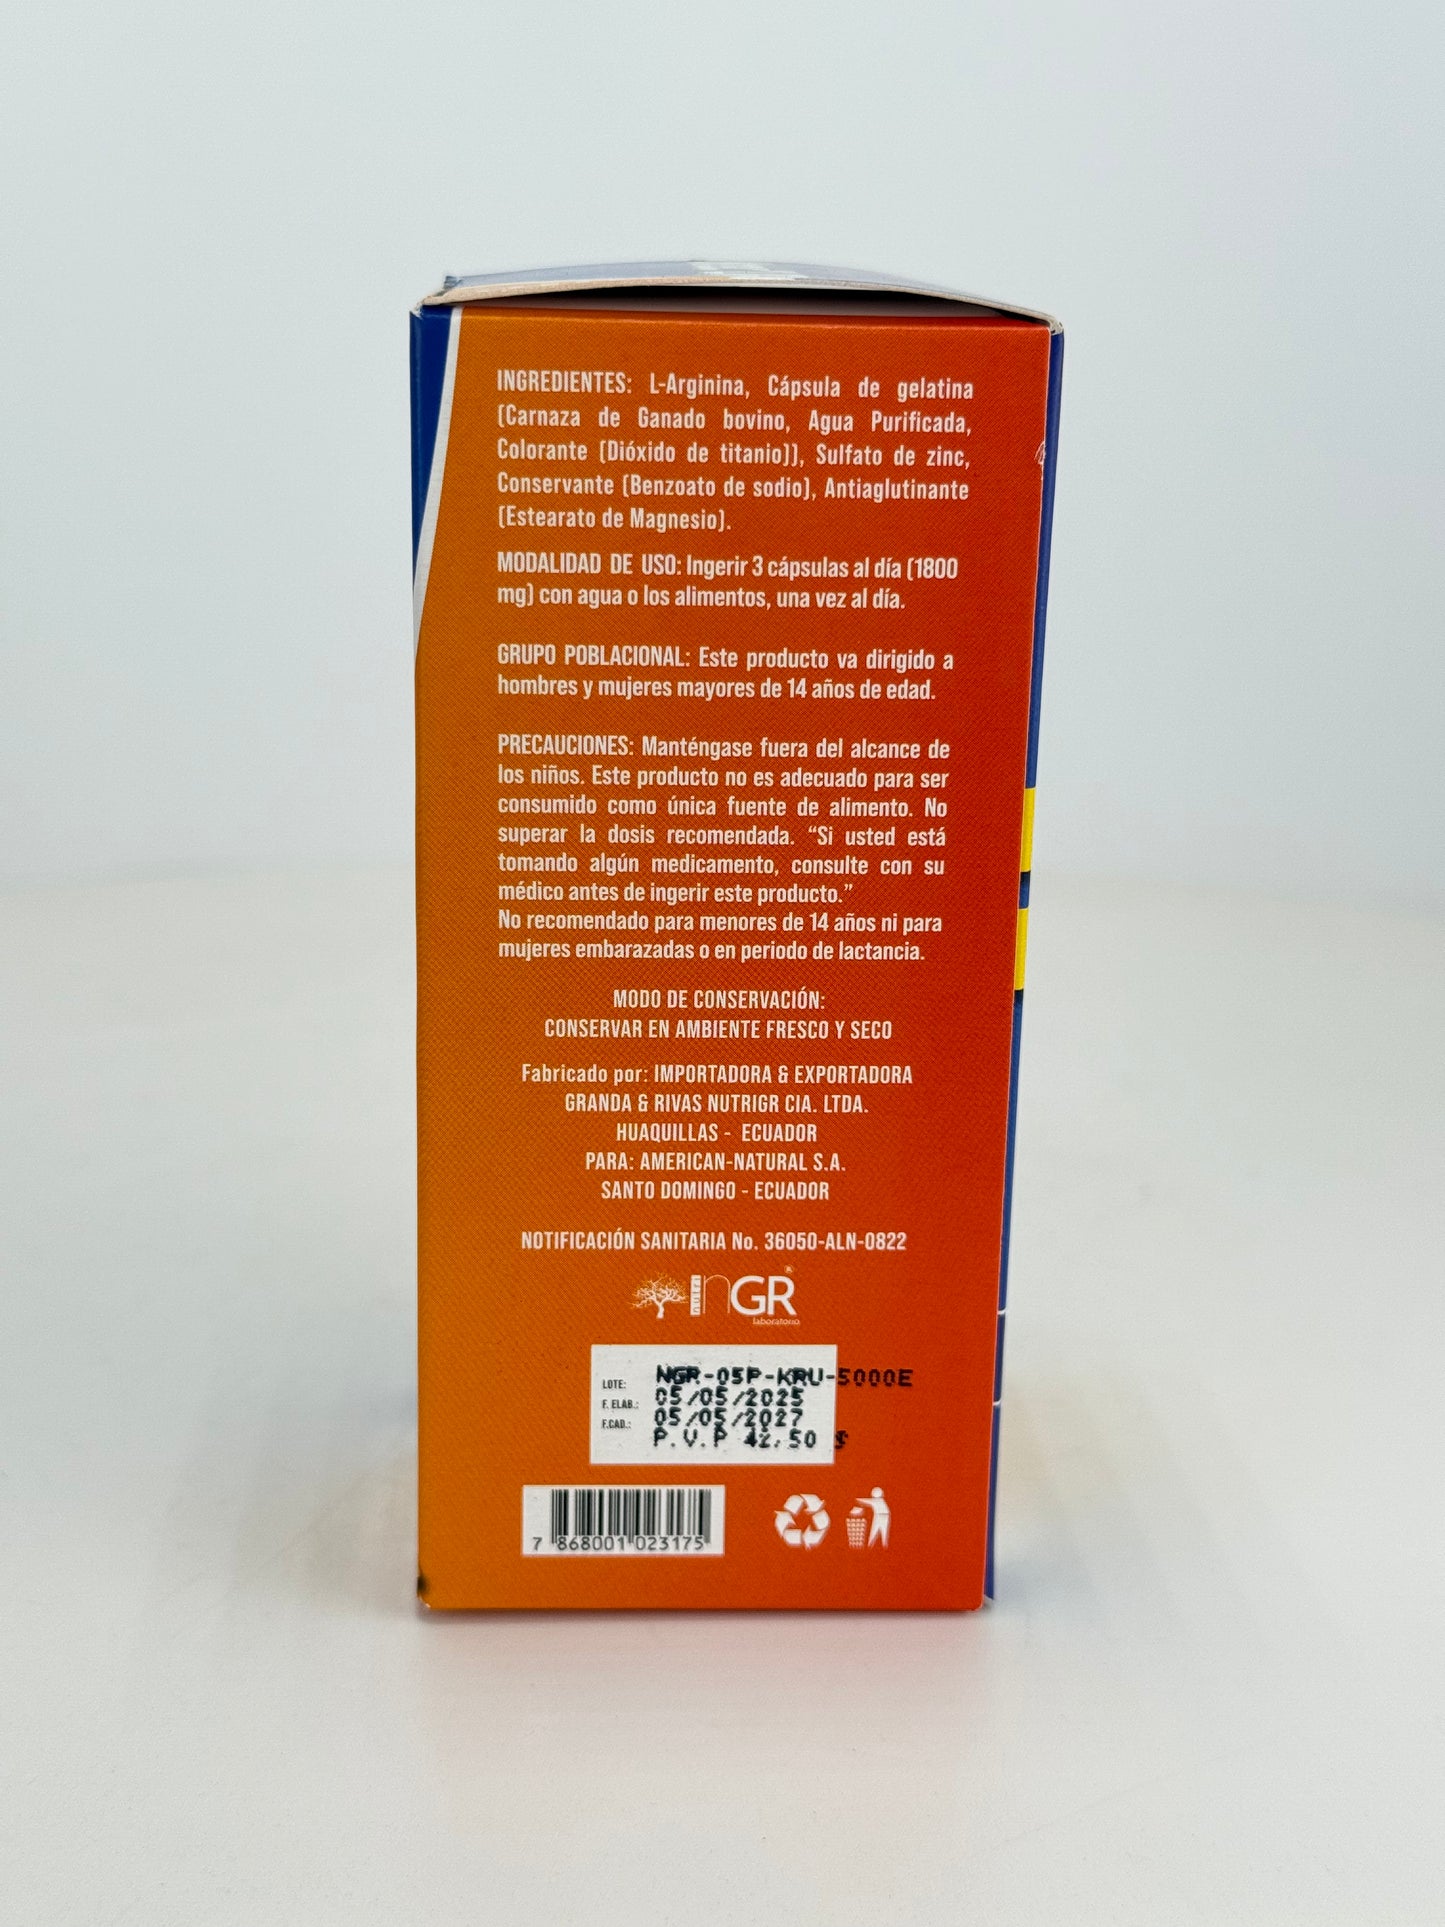 INGREDIENTES: L-Arginina, Cápsula de gelatina
(Carnaza de Ganado bovino, Agua Purificada,
Colorante (Dióxido de titanio)), Sulfato de zinc,
Conservante (Benzoato de sodio), Antiaglutinante
(Estearato de Magnesio).
MODALIDAD DE USO: Ingerir 3 cápsulas al día (1800
mg) con agua o los alimentos, una vez al día.
GRUPO POBLACIONAL: Este producto va dirigido a
hombres y mujeres mayores de 14 años de edad.
PRECAUCIONES: Manténgase fuera del alcance de
los niños. Este producto no es adecuado para ser
consumido como única fuente de alimento. No
superar la dosis recomendada. “Si usted está
tomando algún medicamento, consulte con su
médico antes de ingerir este producto.”
No recomendado para menores de 14 años ni para
mujeres embarazadas o en periodo de lactancia.
MODO DE CONSERVACIÓN:
CONSERVAR EN AMBIENTE FRESCO Y SECO
Fabricado por: IMPORTADORA & EXPORTADORA
GRANDA & RIVAS NUTRIGR CIA. LTDA.
HUAQUILLAS - ECUADOR
PARA: AMERICAN-NATURAL S.A.
SANTO DOMINGO - ECUADOR
NOTIFICACIÓN SANITARIA No. 36050-ALN-0822
nGR
laboratorio
LOTE: NGR-05P-KRU-5000E
F. ELAB.: 05/05/2025
F.CAD.: 05/05/2027
P.V.P 42.50
7 868001 023175